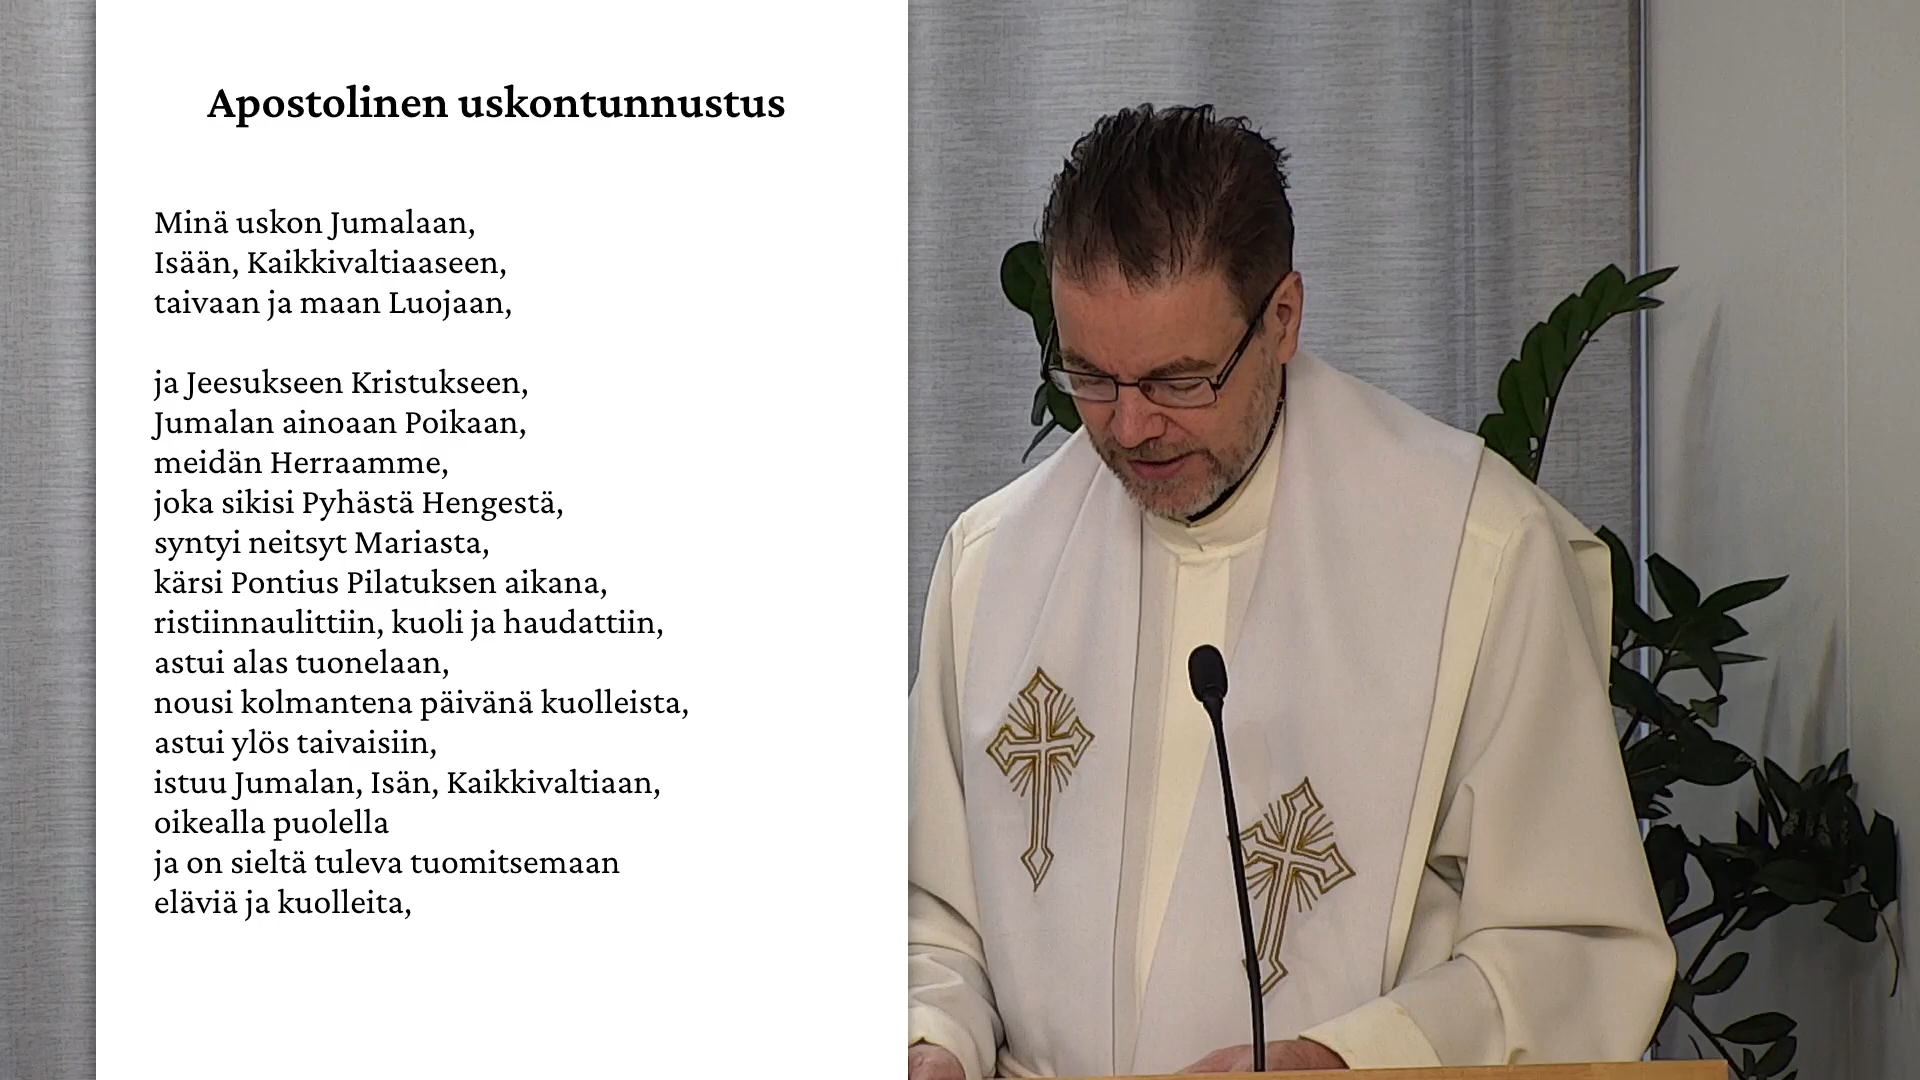 Apostolinen uskontunnustus
Minä uskon Jumalaan,
Isään, Kaikkivaltiaaseen,
taivaan ja maan Luojaan,
ja Jeesukseen Kristukseen,
Jumalan ainoaan Poikaan,
meidän Herraamme,
joka sikisi Pyhästä Hengestä,
syntyi neitsyt Mariasta,
kärsi Pontius Pilatuksen aikana,
ristiinnaulittiin, kuoli ja haudattiin,
astui alas tuonelaan,
nousi kolmantena päivänä kuolleista,
astui ylös taivaisiin,
istuu Jumalan, Isän, Kaikkivaltiaan,
oikealla puolella
ja on sieltä tuleva tuomitsemaan
eläviä ja kuolleita,